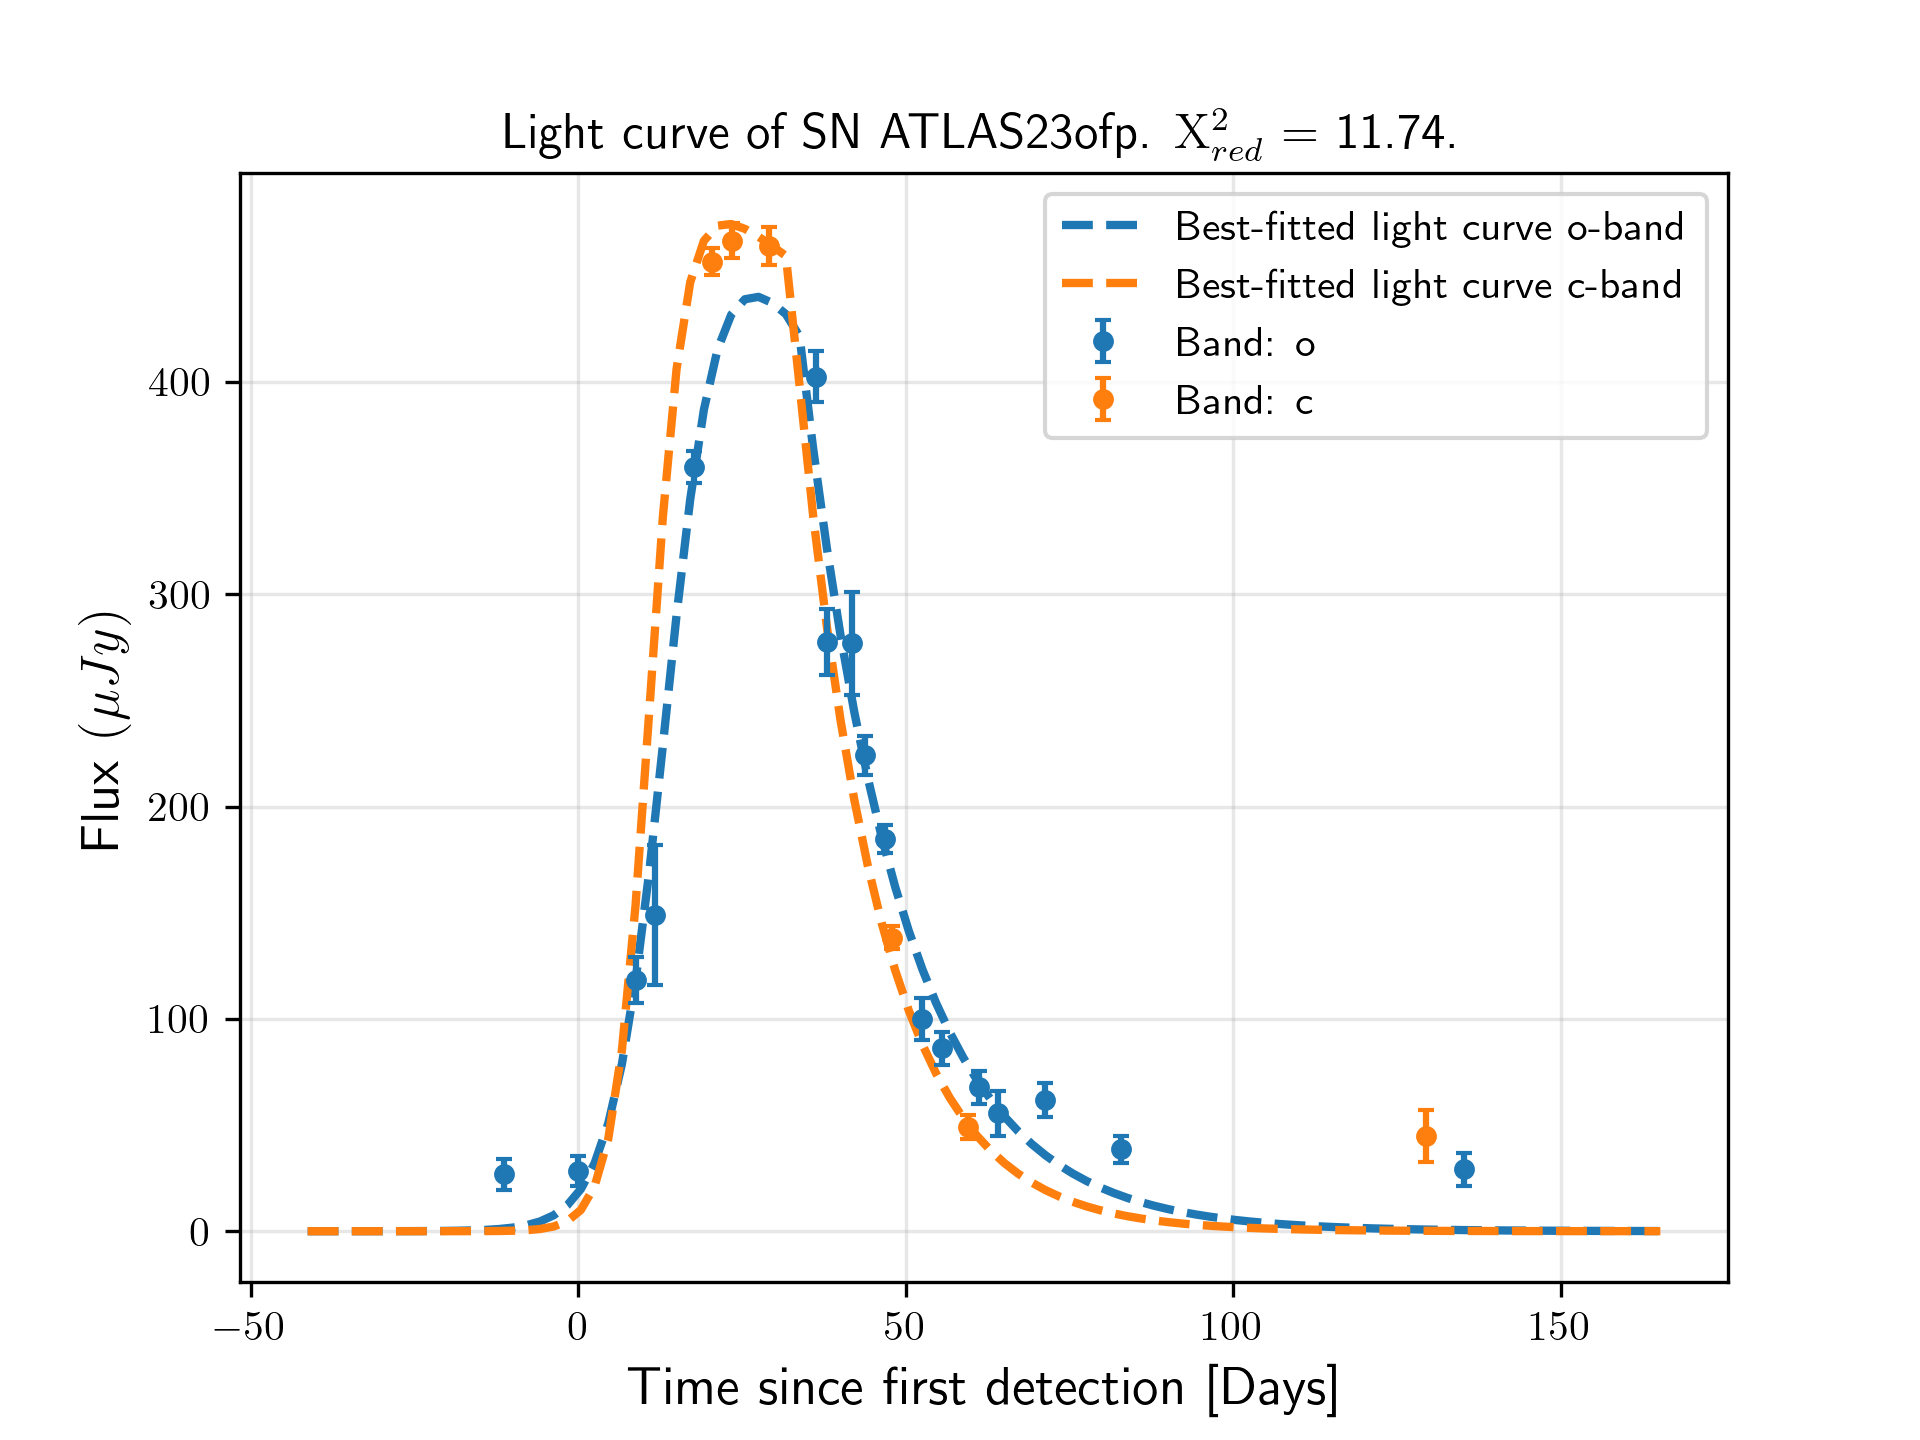 Light curve of SN ATLAS23ofp. X²_red = 11.74.
Best-fitted light curve o-band
Best-fitted light curve c-band
Band: o
Band: c
Flux (μJy)
400
300
200
100
0
−50 0 50 100 150
Time since first detection [Days]